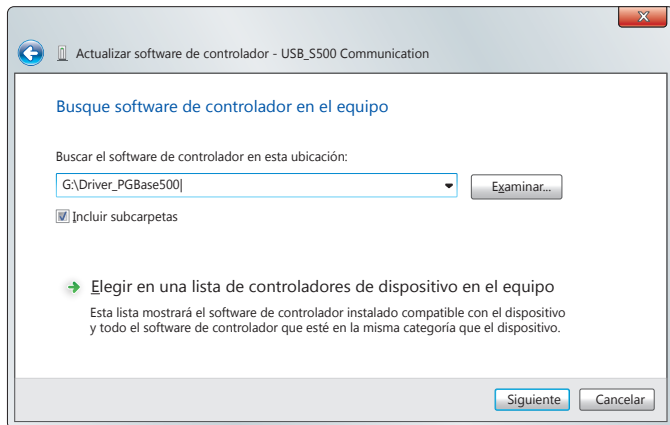 Actualizar software de controlador - USB_S500 Communication
Busque software de controlador en el equipo
Buscar el software de controlador en esta ubicación:
G:\Driver_PGBase500
Examinar...
Incluir subcarpetas
Elegir en una lista de controladores de dispositivo en el equipo
Esta lista mostrará el software de controlador instalado compatible con el dispositivo
y todo el software de controlador que esté en la misma categoría que el dispositivo.
Siguiente
Cancelar